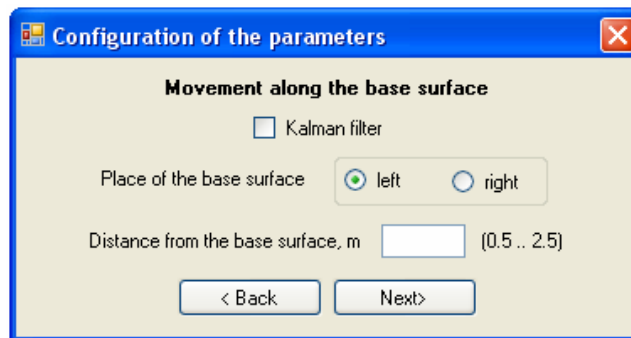 Configuration of the parameters
Movement along the base surface
Kalman filter
Place of the base surface left right
Distance from the base surface, m (0.5 .. 2.5)
< Back Next>